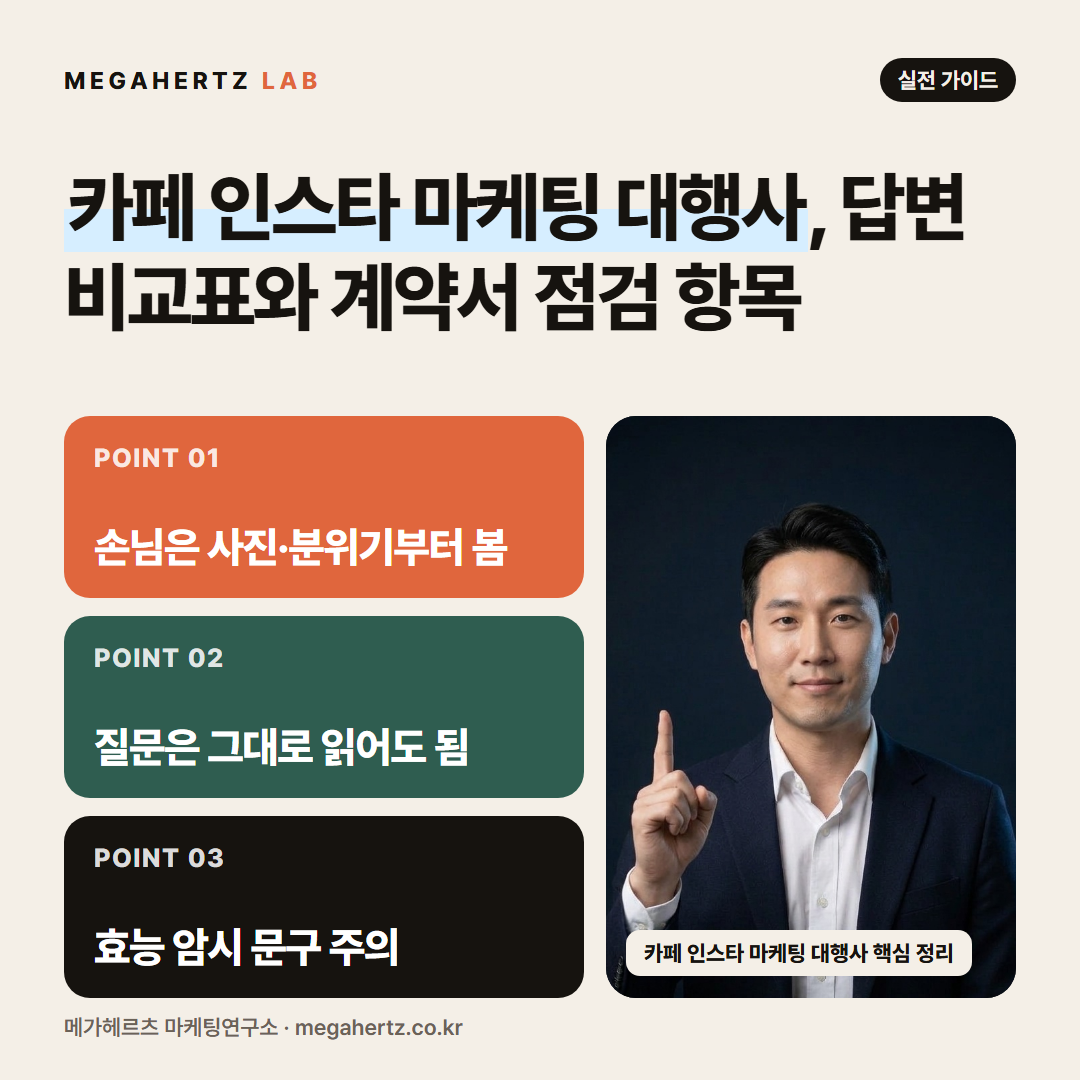 MEGAHERTZ LAB
실전 가이드
카페 인스타 마케팅 대행사, 답변
비교표와 계약서 점검 항목
POINT 01
손님은 사진·분위기부터 봄
POINT 02
질문은 그대로 읽어도 됨
POINT 03
효능 암시 문구 주의
카페 인스타 마케팅 대행사 핵심 정리
메가헤르츠 마케팅연구소 · megahertz.co.kr